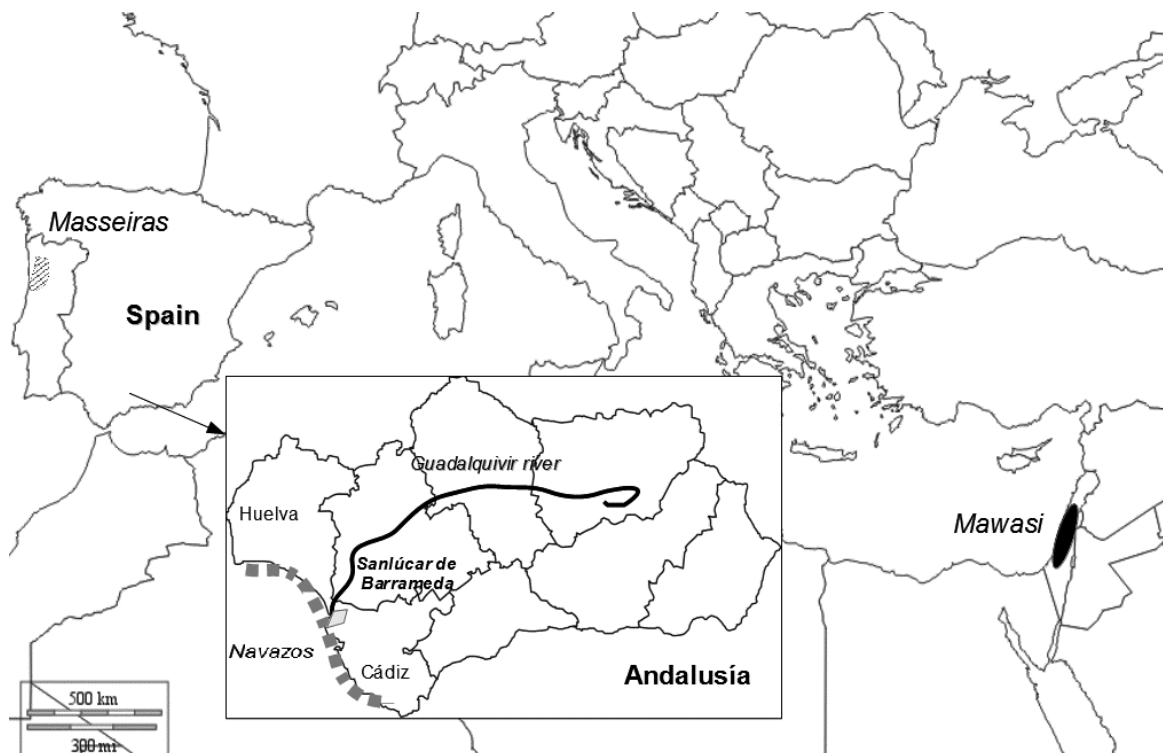 Masseiras
Spain
Guadalquivir river
Huelva
Mawasi
Sanlúcar de
Barrameda
Navazos
Cádiz
Andalusía
500 km
300 mi